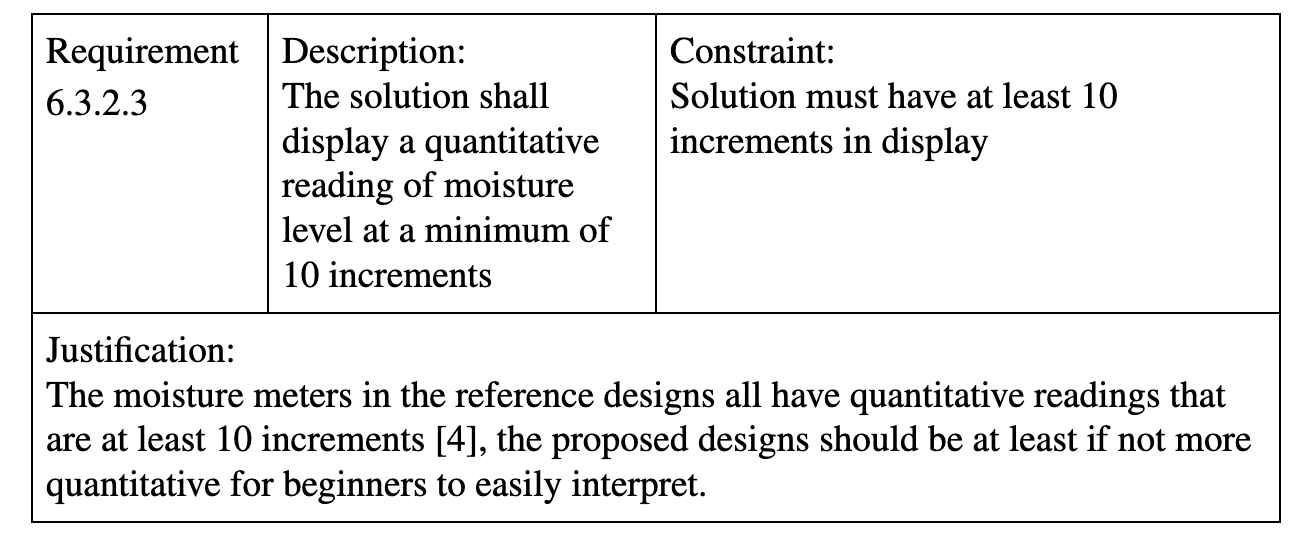 Requirement
6.3.2.3
Description:
The solution shall
display a quantitative
reading of moisture
level at a minimum of
10 increments
Constraint:
Solution must have at least 10
increments in display
Justification:
The moisture meters in the reference designs all have quantitative readings that
are at least 10 increments [4], the proposed designs should be at least if not more
quantitative for beginners to easily interpret.